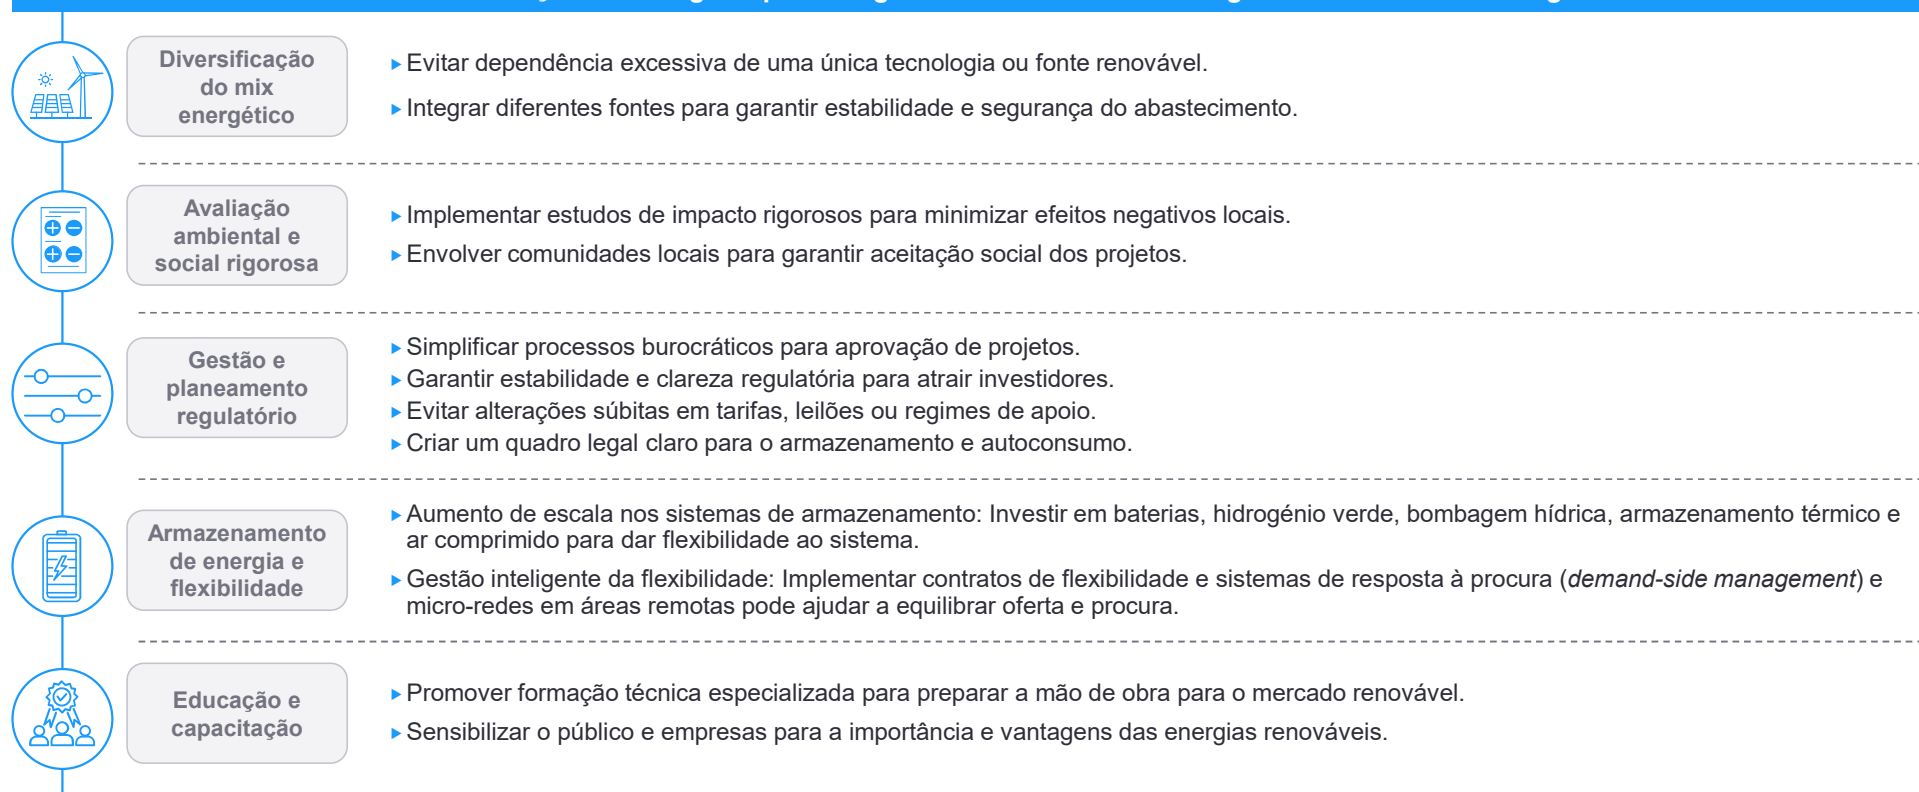 Diversificação
do mix
energético
▸ Evitar dependência excessiva de uma única tecnologia ou fonte renovável.
▸ Integrar diferentes fontes para garantir estabilidade e segurança do abastecimento.
Avaliação
ambiental e
social rigorosa
▸ Implementar estudos de impacto rigorosos para minimizar efeitos negativos locais.
▸ Envolver comunidades locais para garantir aceitação social dos projetos.
Gestão e
planeamento
regulatório
▸ Simplificar processos burocráticos para aprovação de projetos.
▸ Garantir estabilidade e clareza regulatória para atrair investidores.
▸ Evitar alterações súbitas em tarifas, leilões ou regimes de apoio.
▸ Criar um quadro legal claro para o armazenamento e autoconsumo.
Armazenamento
de energia e
flexibilidade
▸ Aumento de escala nos sistemas de armazenamento: Investir em baterias, hidrogénio verde, bombagem hídrica, armazenamento térmico e
ar comprimido para dar flexibilidade ao sistema.
▸ Gestão inteligente da flexibilidade: Implementar contratos de flexibilidade e sistemas de resposta à procura (demand-side management) e
micro-redes em áreas remotas pode ajudar a equilibrar oferta e procura.
Educação e
capacitação
▸ Promover formação técnica especializada para preparar a mão de obra para o mercado renovável.
▸ Sensibilizar o público e empresas para a importância e vantagens das energias renováveis.